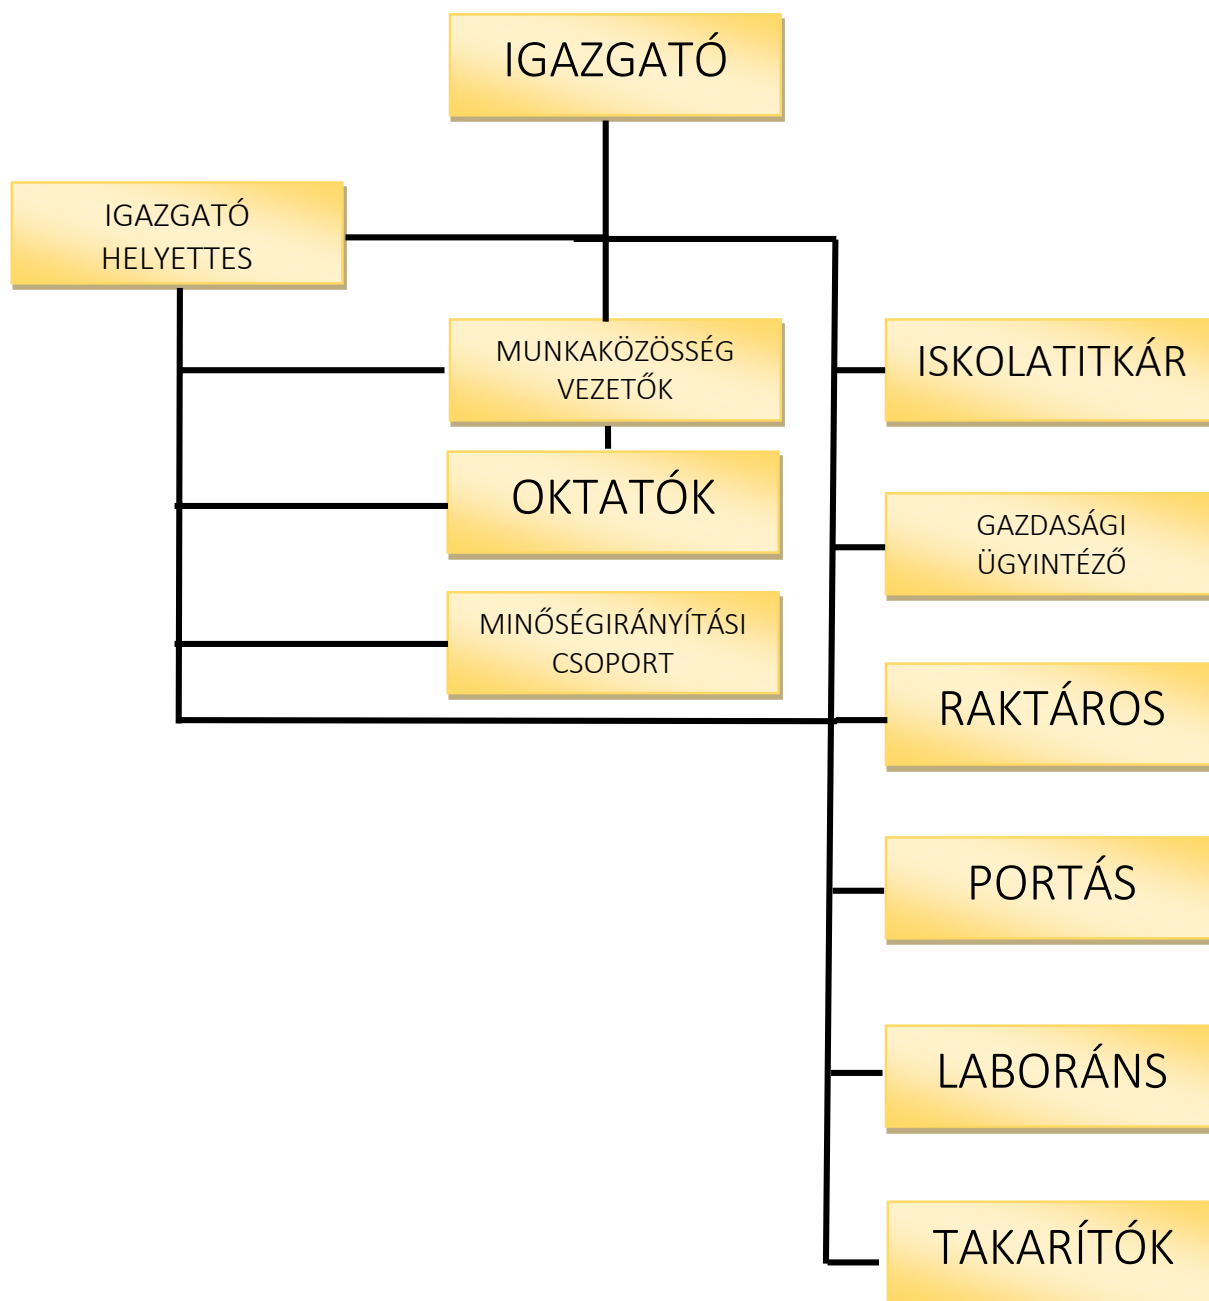 IGAZGATÓ
IGAZGATÓ
HELYETTES
MUNKAKÖZÖSSÉG
VEZETŐK
ISKOLATITKÁR
OKTATÓK
GAZDASÁGI
ÜGYINTÉZŐ
MINŐSÉGIRÁNYÍTÁSI
CSOPORT
RAKTÁROS
PORTÁS
LABORÁNS
TAKARÍTÓK